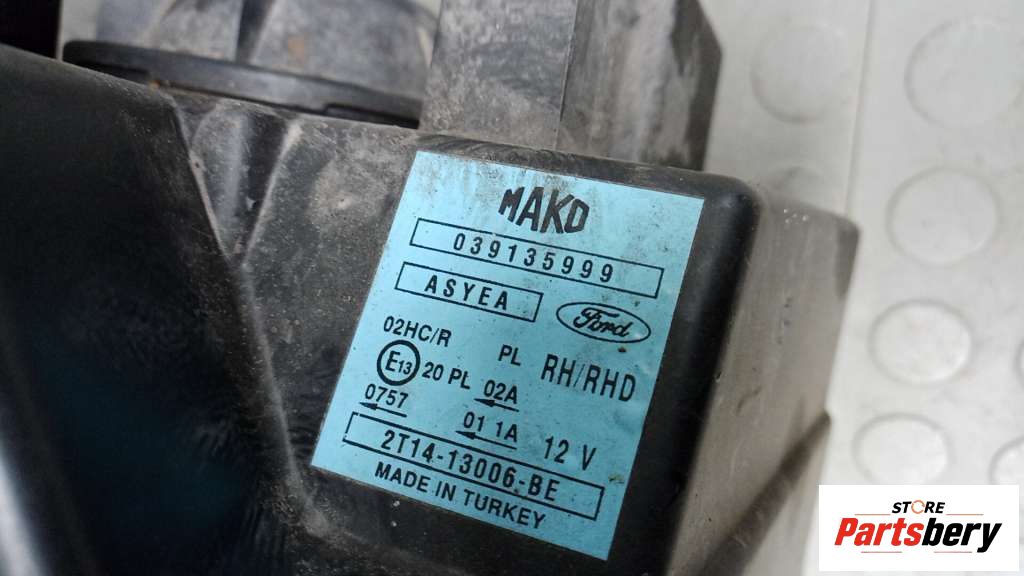 MAKO
039135999
ASYEA
Ford
02HC/R PL RH/RHD
E13 20 PL 02A
0757 01 1A 12 V
2T14-13006-BE
MADE IN TURKEY
STORE
Partsbery